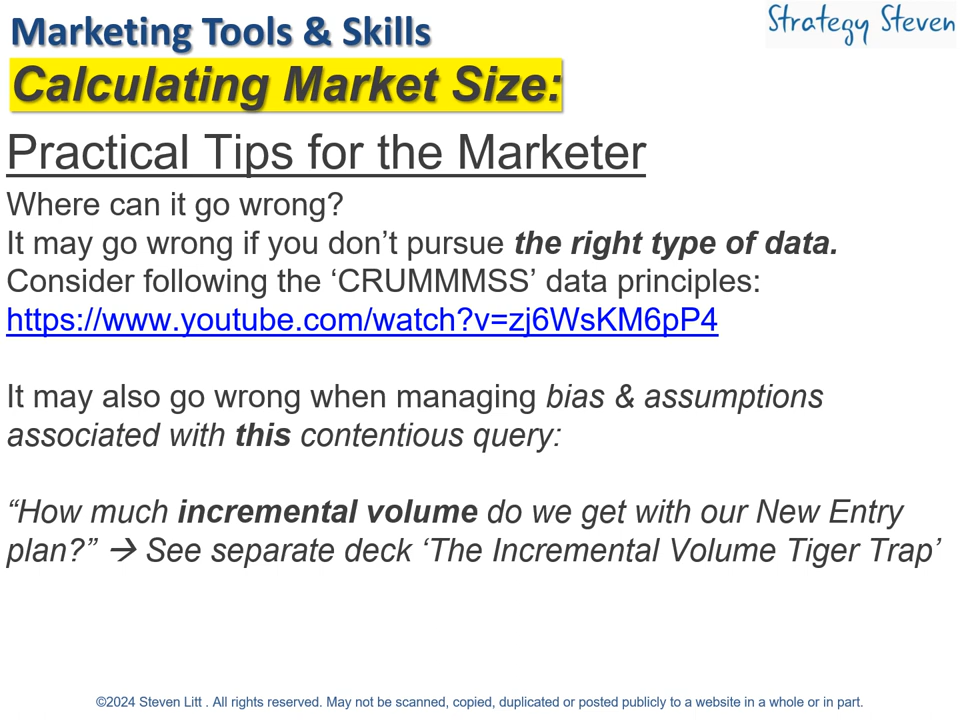 Marketing Tools & Skills
Strategy Steven
Calculating Market Size:
Practical Tips for the Marketer
Where can it go wrong?
It may go wrong if you don’t pursue the right type of data.
Consider following the ‘CRUMMMSS’ data principles:
https://www.youtube.com/watch?v=zj6WsKM6pP4
It may also go wrong when managing bias & assumptions
associated with this contentious query:
“How much incremental volume do we get with our New Entry
plan?” → See separate deck ‘The Incremental Volume Tiger Trap’
©2024 Steven Litt . All rights reserved. May not be scanned, copied, duplicated or posted publicly to a website in a whole or in part.